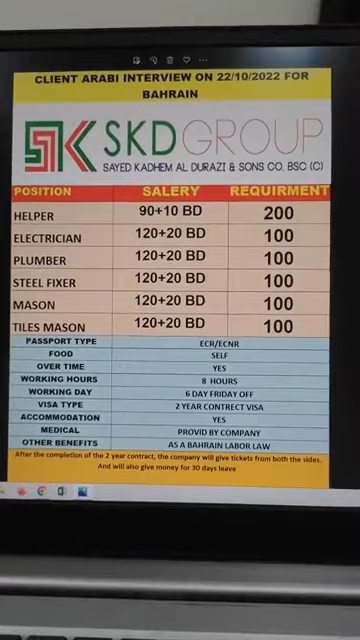 CLIENT ARABI INTERVIEW ON 22/10/2022 FOR
BAHRAIN
SK SKD GROUP
SAYED KADHEM AL DURAZI & SONS CO. BSC (C)
POSITION SALERY REQUIRMENT
HELPER 90+10 BD 200
ELECTRICIAN 120+20 BD 100
PLUMBER 120+20 BD 100
STEEL FIXER 120+20 BD 100
MASON 120+20 BD 100
TILES MASON 120+20 BD 100
PASSPORT TYPE ECR/ECNR
FOOD SELF
OVER TIME YES
WORKING HOURS 8 HOURS
WORKING DAY 6 DAY FRIDAY OFF
VISA TYPE 2 YEAR CONTRECT VISA
ACCOMMODATION YES
MEDICAL PROVID BY COMPANY
OTHER BENEFITS AS A BAHRAIN LABOR LAW
After the completion of the 2 year contract, the company will give tickets from both the sides.
And will also give money for 30 days leave